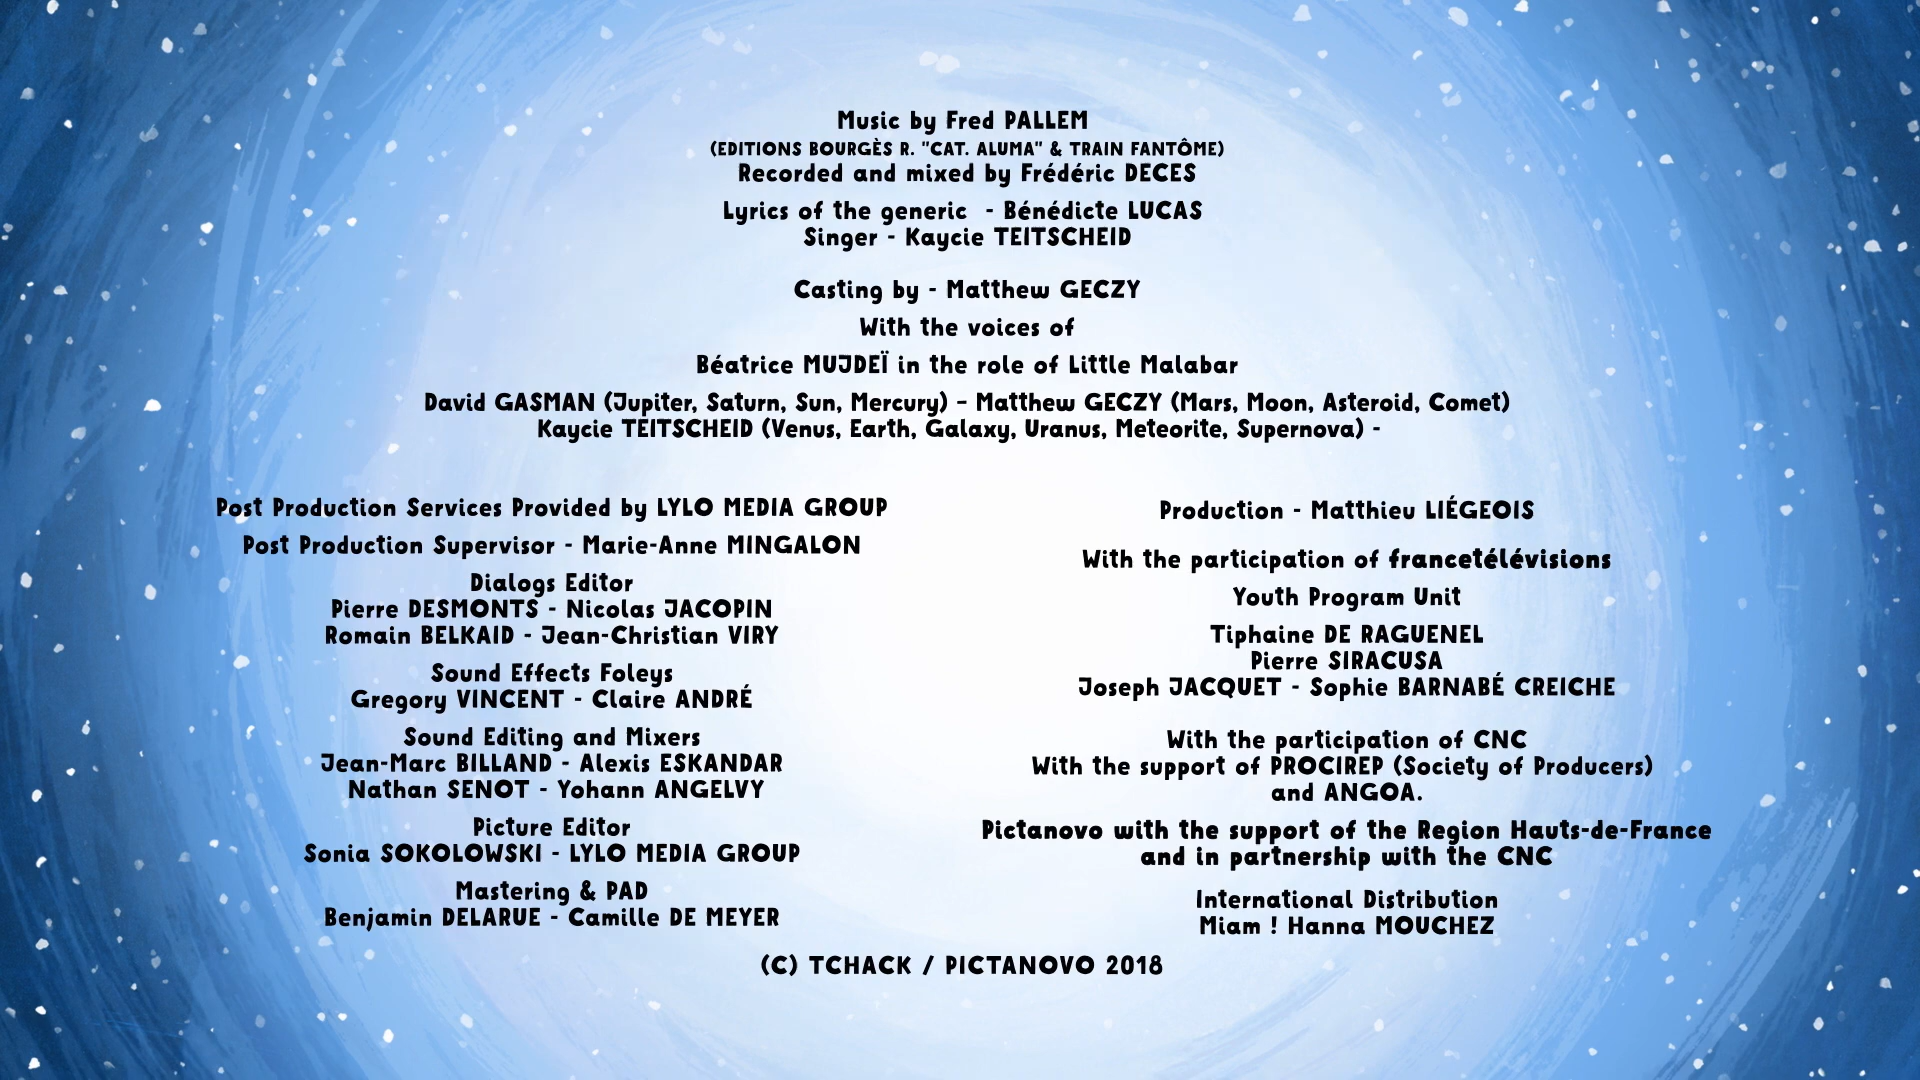 Music by Fred PALLEM
(EDITIONS BOURGÈS R. "CAT. ALUMA" & TRAIN FANTÔME)
Recorded and mixed by Frédéric DECES
Lyrics of the generic - Bénédicte LUCAS
Singer - Kaycie TEITSCHEID
Casting by - Matthew GECZY
With the voices of
Béatrice MUJDEÏ in the role of Little Malabar
David GASMAN (Jupiter, Saturn, Sun, Mercury) - Matthew GECZY (Mars, Moon, Asteroid, Comet)
Kaycie TEITSCHEID (Venus, Earth, Galaxy, Uranus, Meteorite, Supernova) -
Post Production Services Provided by LYLO MEDIA GROUP
Post Production Supervisor - Marie-Anne MINGALON
Dialogs Editor
Pierre DESMONTS - Nicolas JACOPIN
Romain BELKAID - Jean-Christian VIRY
Sound Effects Foleys
Gregory VINCENT - Claire ANDRÉ
Sound Editing and Mixers
Jean-Marc BILLAND - Alexis ESKANDAR
Nathan SENOT - Yohann ANGELVY
Picture Editor
Sonia SOKOLOWSKI - LYLO MEDIA GROUP
Mastering & PAD
Benjamin DELARUE - Camille DE MEYER
Production - Matthieu LIÉGEOIS
With the participation of francetélévisions
Youth Program Unit
Tiphaine DE RAGUENEL
Pierre SIRACUSA
Joseph JACQUET - Sophie BARNABÉ CREICHE
With the participation of CNC
With the support of PROCIREP (Society of Producers)
and ANGOA.
Pictanovo with the support of the Region Hauts-de-France
and in partnership with the CNC
International Distribution
Miam ! Hanna MOUCHEZ
(C) TCHACK / PICTANOVO 2018